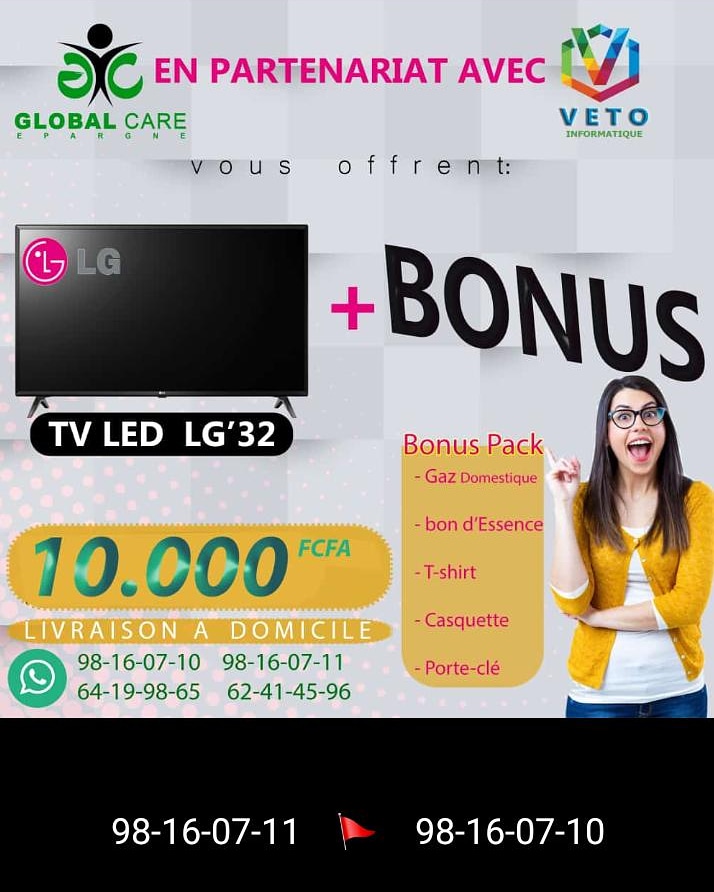 EN PARTENARIAT AVEC
GLOBAL CARE
EPARGNE
VETO
INFORMATIQUE
vous offrent:
LG LG
+ BONUS
TV LED LG'32
Bonus Pack
- Gaz Domestique
- bon d'Essence
- T-shirt
- Casquette
- Porte-clé
10.000 FCFA
LIVRAISON A DOMICILE
98-16-07-10 98-16-07-11
64-19-98-65 62-41-45-96
98-16-07-11 🚩 98-16-07-10